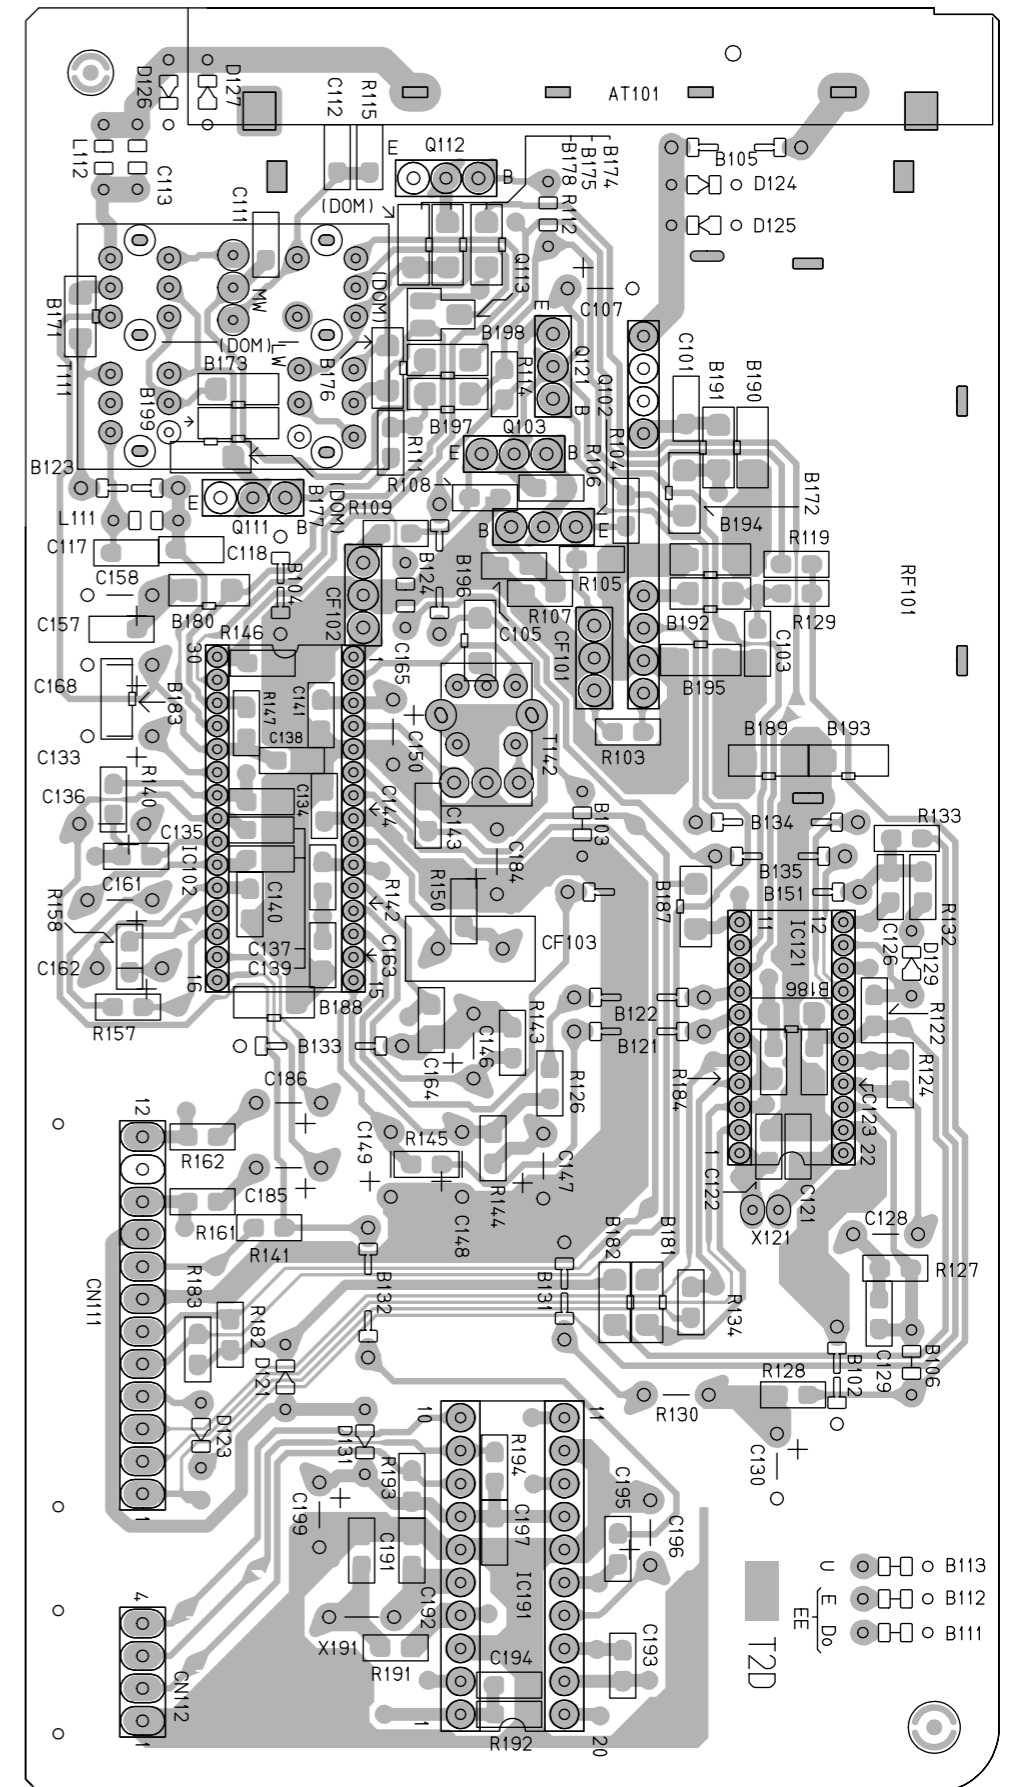 AT101
D126
D127
C112
R115
E
Q112
B
B178
B175
B174
B105
L112
C113
D124
(DOM)
R112
C111
D125
Q113
(DOM)
B171
MW
C107
E
(DOM)
LW
B198
B173
B176
R114
Q121
Q102
C101
B191
B190
T111
B199
B
B197
Q103
R111
E
B
R106
R104
B123
R108
B172
E
Q111
B
B177
(DOM)
R109
B
E
B194
L111
C117
C118
R119
C158
B104
B124
B196
R105
RF101
CF102
R107
C157
B180
C105
CF101
B192
R129
R146
30
1
C165
C103
C168
B183
B195
R147
C141
C138
C150
T142
R103
B189
B193
C133
C136
R140
C134
C144
C143
B103
B134
R133
C135
IC102
C184
B135
C161
R142
R150
B151
B187
R158
C140
11
IC121
12
C126
R132
C137
C163
CF103
D129
C162
C139
16
15
B186
R157
B188
B122
R122
B133
C164
C146
R143
B121
R184
R124
C186
R126
12
C123
R162
C149
R145
1
22
C147
C122
C121
C185
R144
X121
C128
R161
R141
C148
CN111
B182
B181
R127
R183
R182
B132
B131
R134
D121
C129
B106
R128
B102
D123
10
11
R130
D131
R194
R193
C130
C199
C195
1
C197
C196
C191
IC191
U
B113
4
C192
E
B112
EE
X191
Do
B111
R191
C194
C193
T2D
CN112
1
1
R192
20